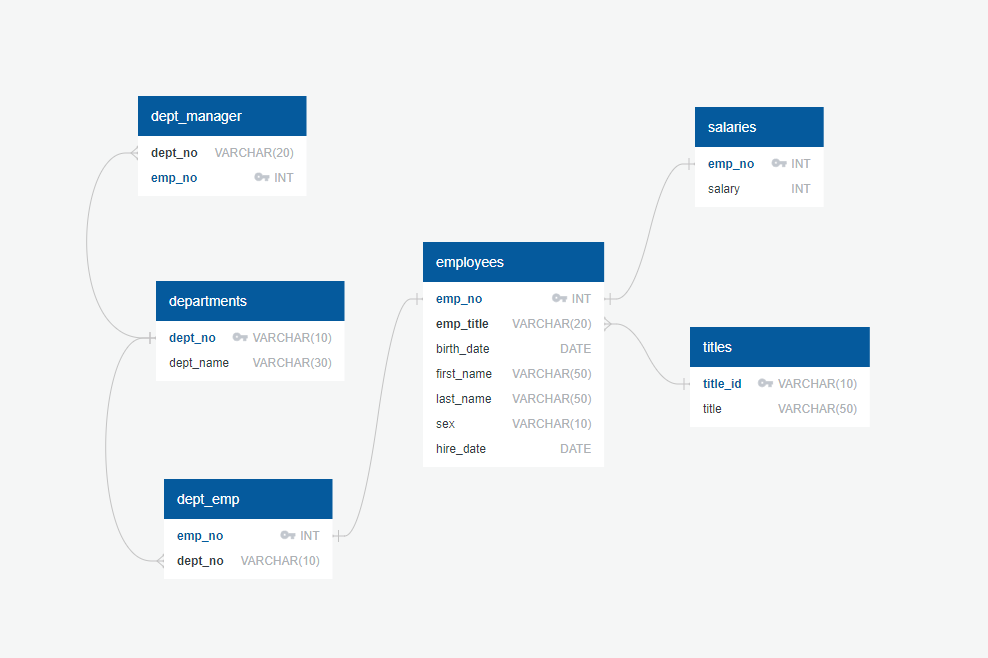 dept_manager
dept_no VARCHAR(20)
emp_no INT
departments
dept_no VARCHAR(10)
dept_name VARCHAR(30)
dept_emp
emp_no INT
dept_no VARCHAR(10)
employees
emp_no INT
emp_title VARCHAR(20)
birth_date DATE
first_name VARCHAR(50)
last_name VARCHAR(50)
sex VARCHAR(10)
hire_date DATE
salaries
emp_no INT
salary INT
titles
title_id VARCHAR(10)
title VARCHAR(50)